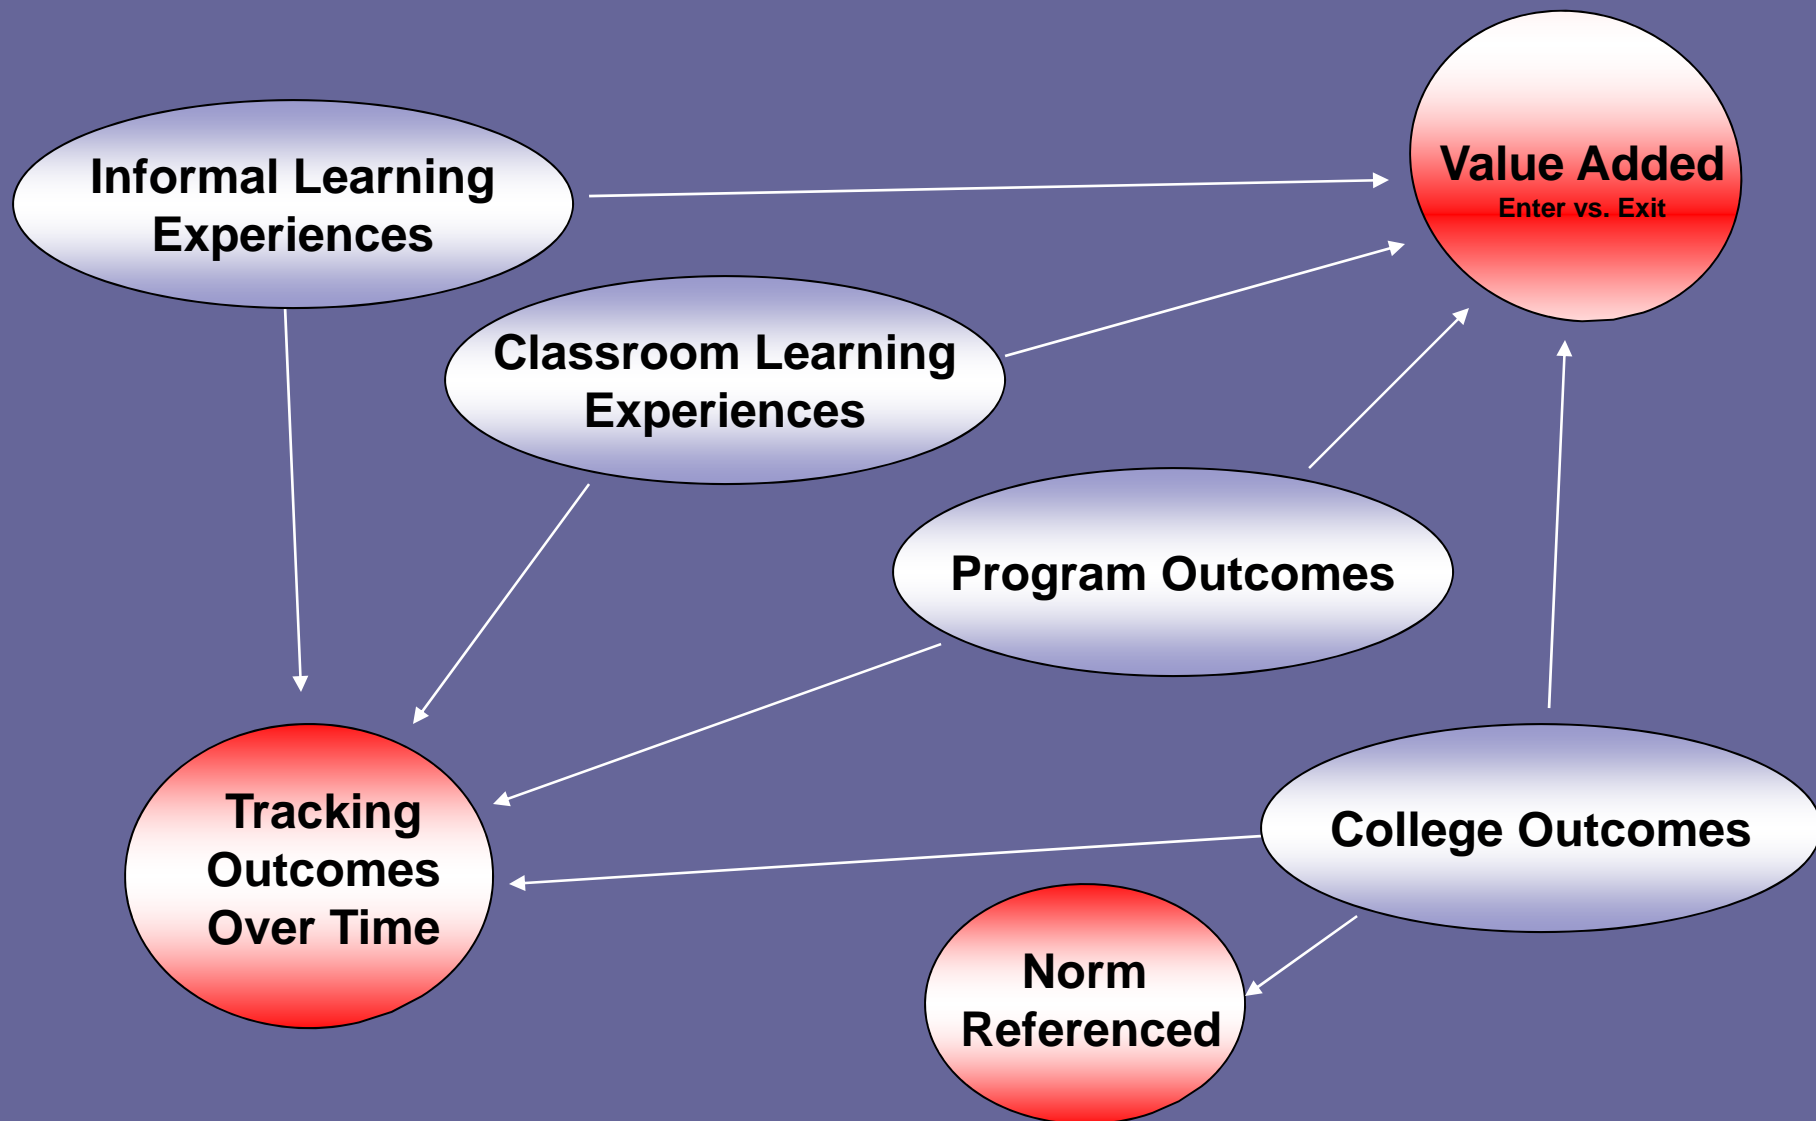 Informal Learning
Experiences
Value Added
Enter vs. Exit
Classroom Learning
Experiences
Program Outcomes
Tracking
Outcomes
Over Time
College Outcomes
Norm
Referenced